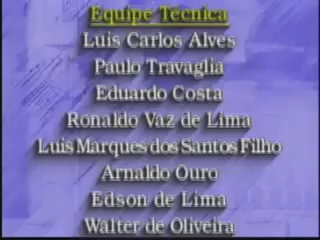 Equipe Técnica
Luis Carlos Alves
Paulo Travaglia
Eduardo Costa
Ronaldo Vaz de Lima
Luis Marques dos Santos Filho
Arnaldo Ouro
Edson de Lima
Walter de Oliveira